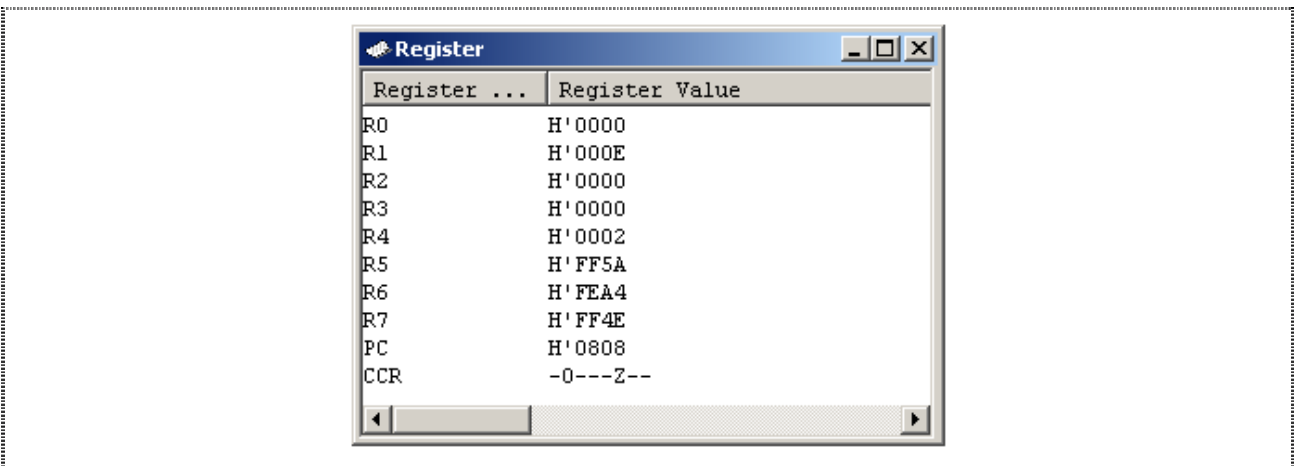 Register
Register ... Register Value
R0 H'0000
R1 H'000E
R2 H'0000
R3 H'0000
R4 H'0002
R5 H'FF5A
R6 H'FEA4
R7 H'FF4E
PC H'0808
CCR -0---Z--